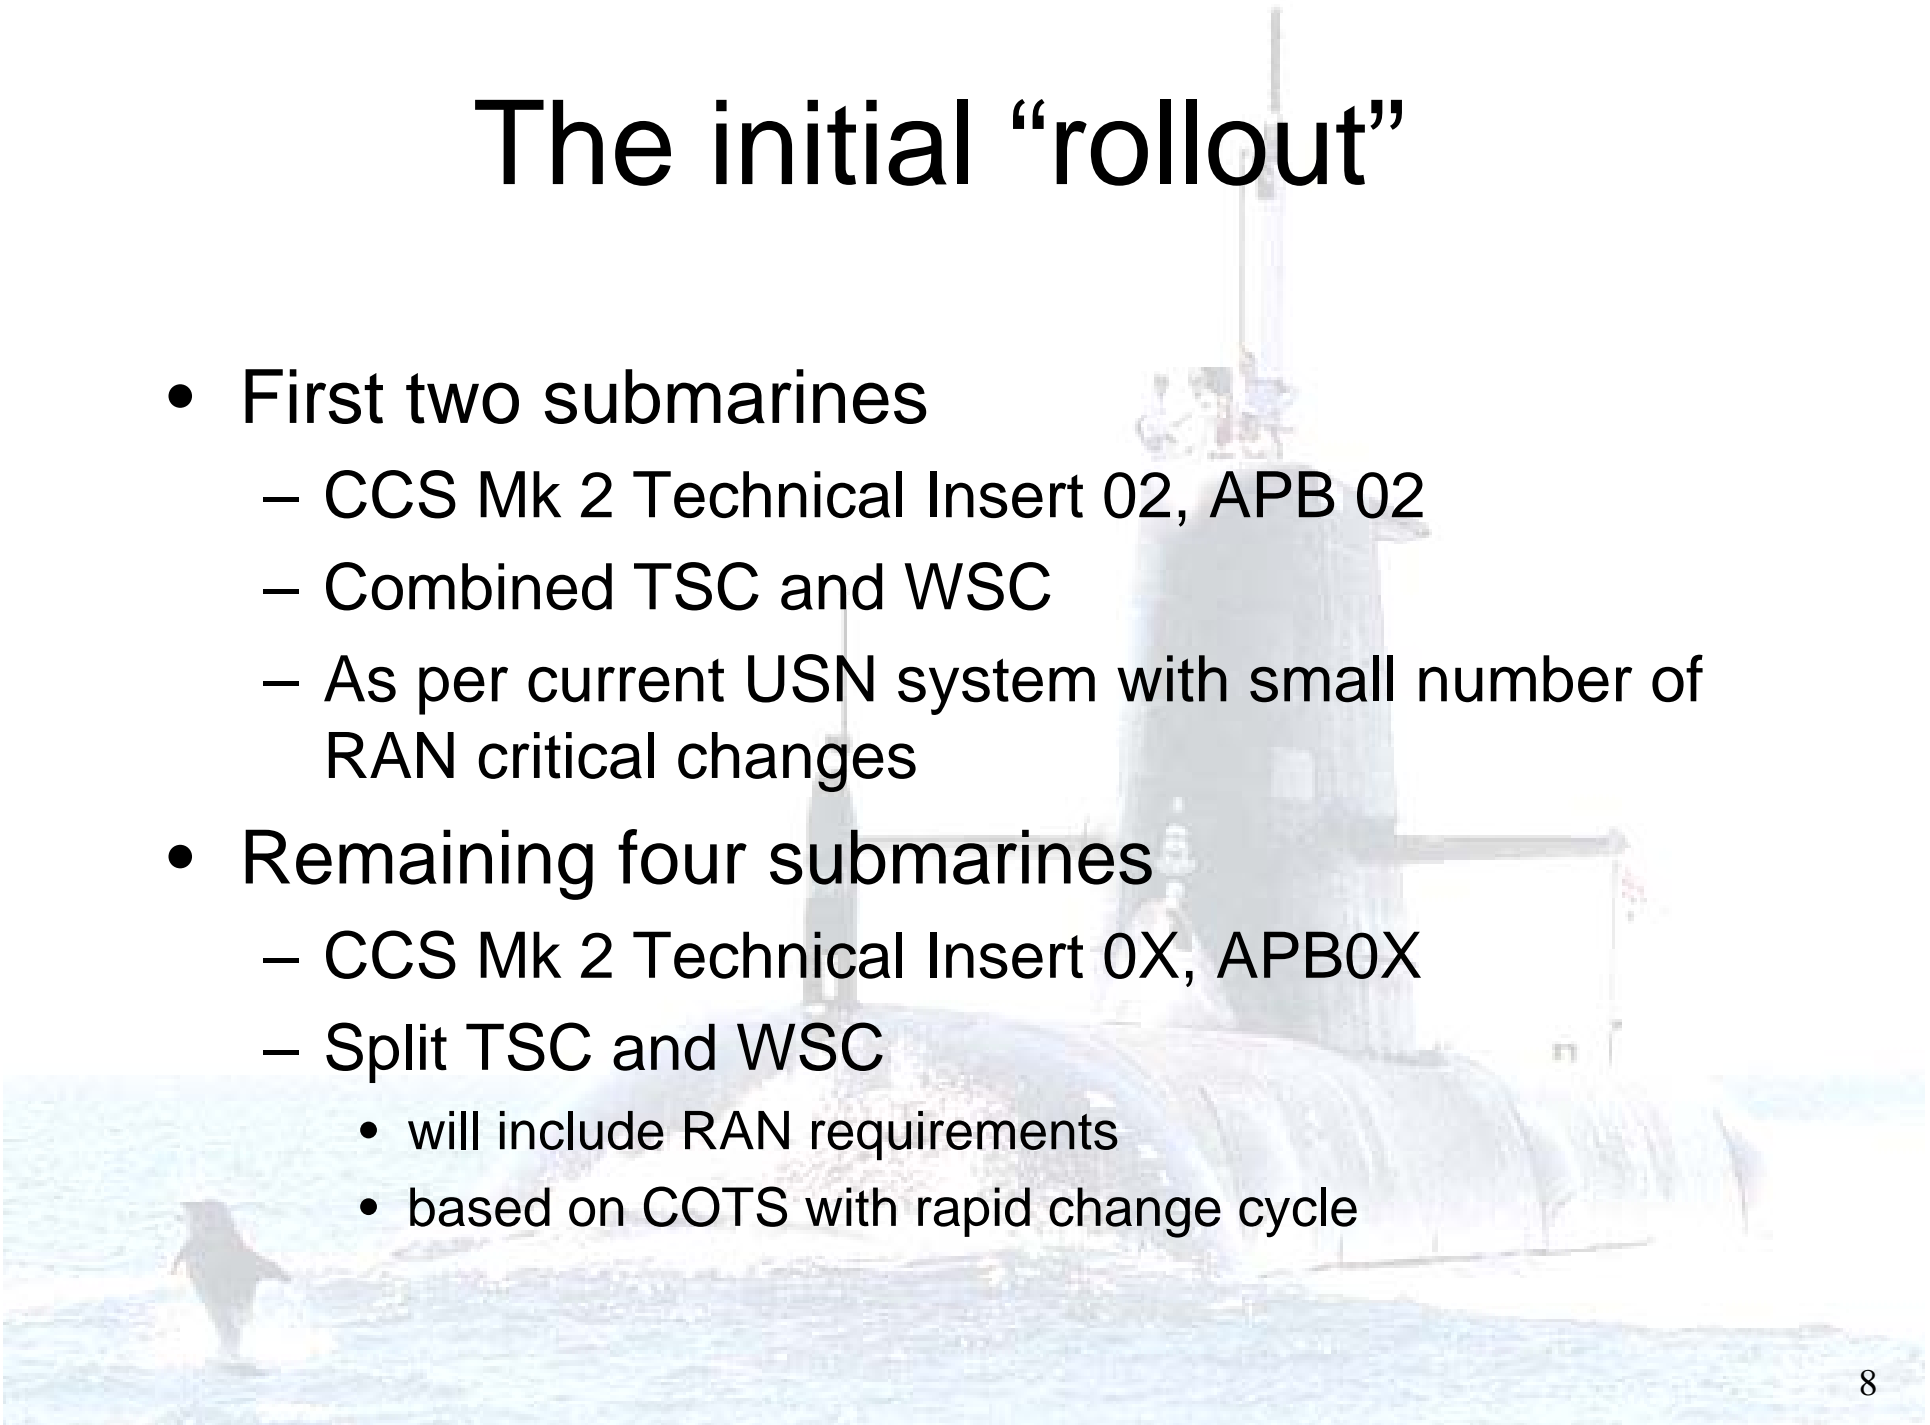 The initial “rollout”
• First two submarines
– CCS Mk 2 Technical Insert 02, APB 02
– Combined TSC and WSC
– As per current USN system with small number of
RAN critical changes
• Remaining four submarines
– CCS Mk 2 Technical Insert 0X, APB0X
– Split TSC and WSC
• will include RAN requirements
• based on COTS with rapid change cycle
8